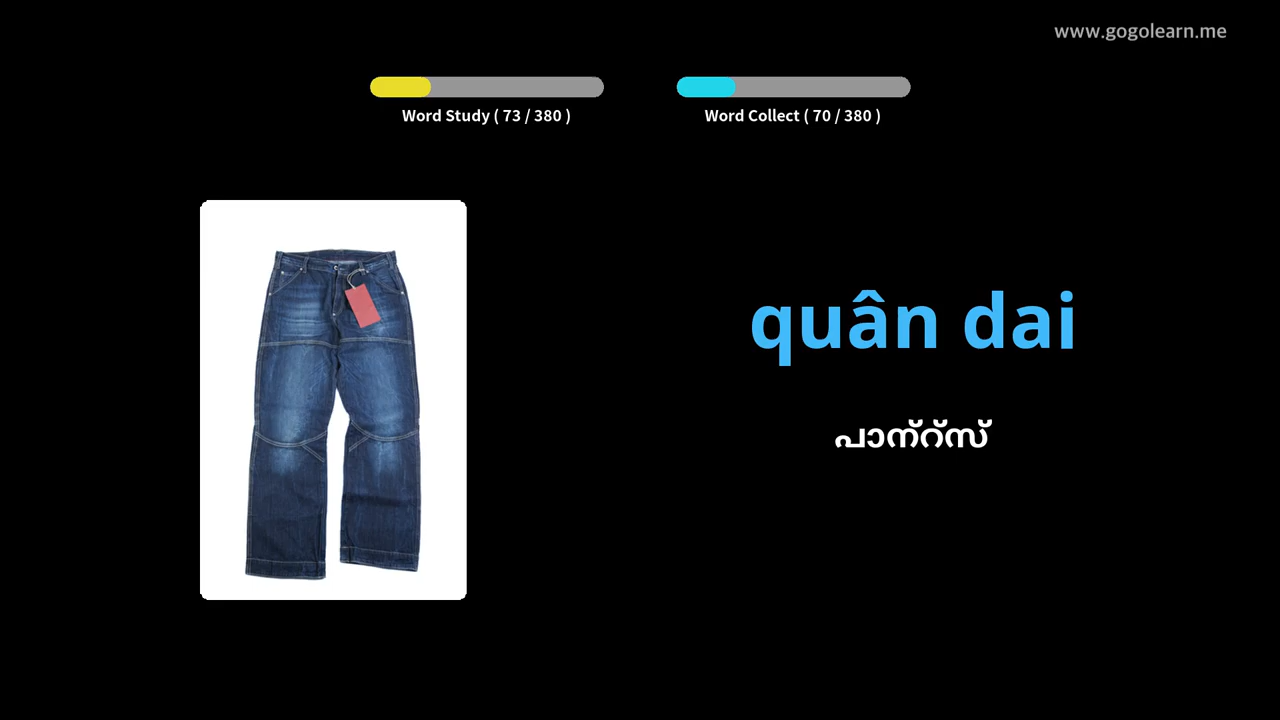 www.gogolearn.me
Word Study ( 73 / 380 )
Word Collect ( 70 / 380 )
quân dai
പാന്റ്സ്